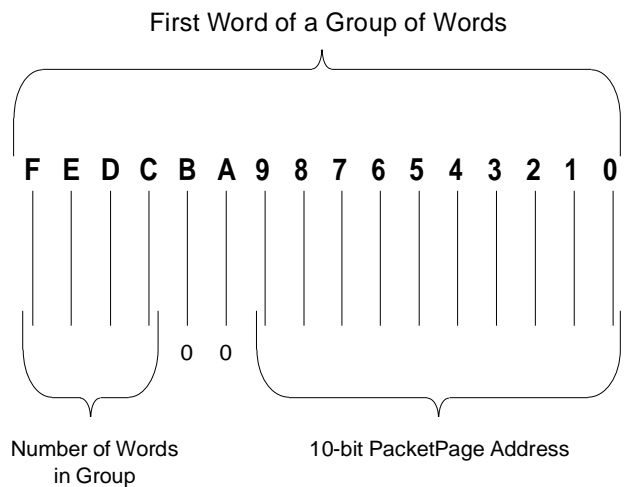 First Word of a Group of Words
F E D C B A 9 8 7 6 5 4 3 2 1 0
0 0
Number of Words
in Group
10-bit PacketPage Address